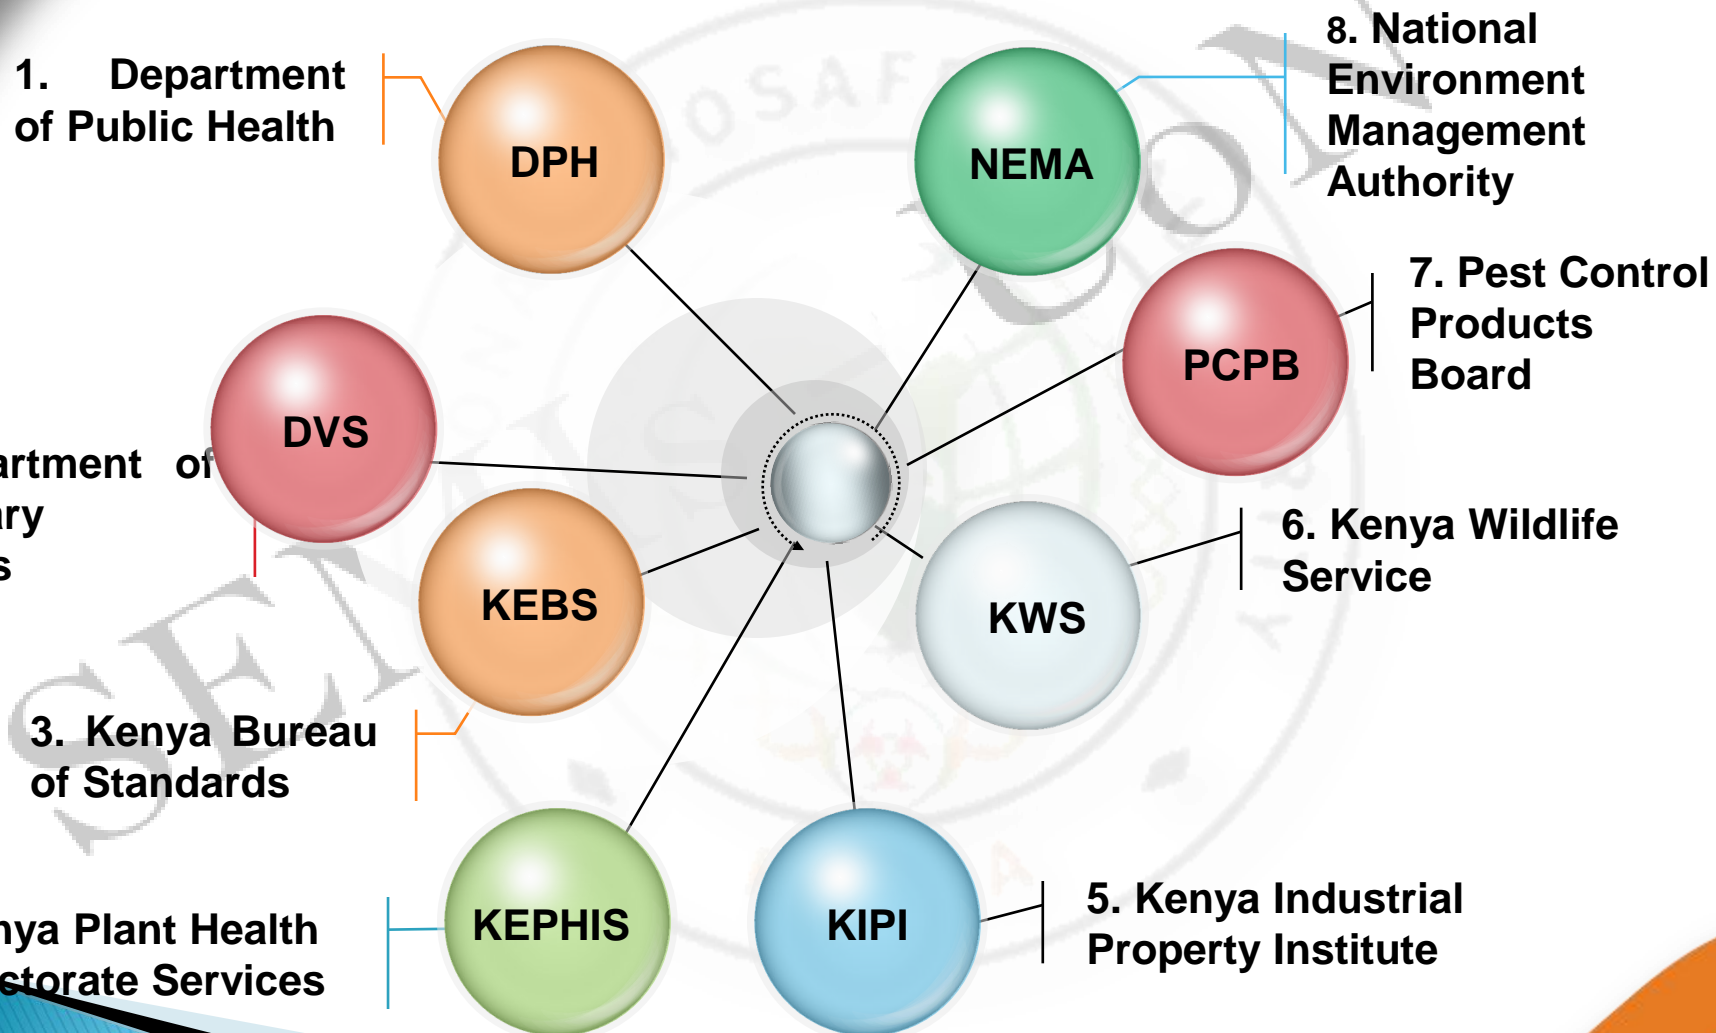 1. Department
of Public Health
DPH
NEMA
8. National
Environment
Management
Authority
7. Pest Control
Products
Board
PCPB
DVS
artment of
ary
s
KEBS
KWS
6. Kenya Wildlife
Service
3. Kenya Bureau
of Standards
KEPHIS
nya Plant Health
ctorate Services
KIPI
5. Kenya Industrial
Property Institute